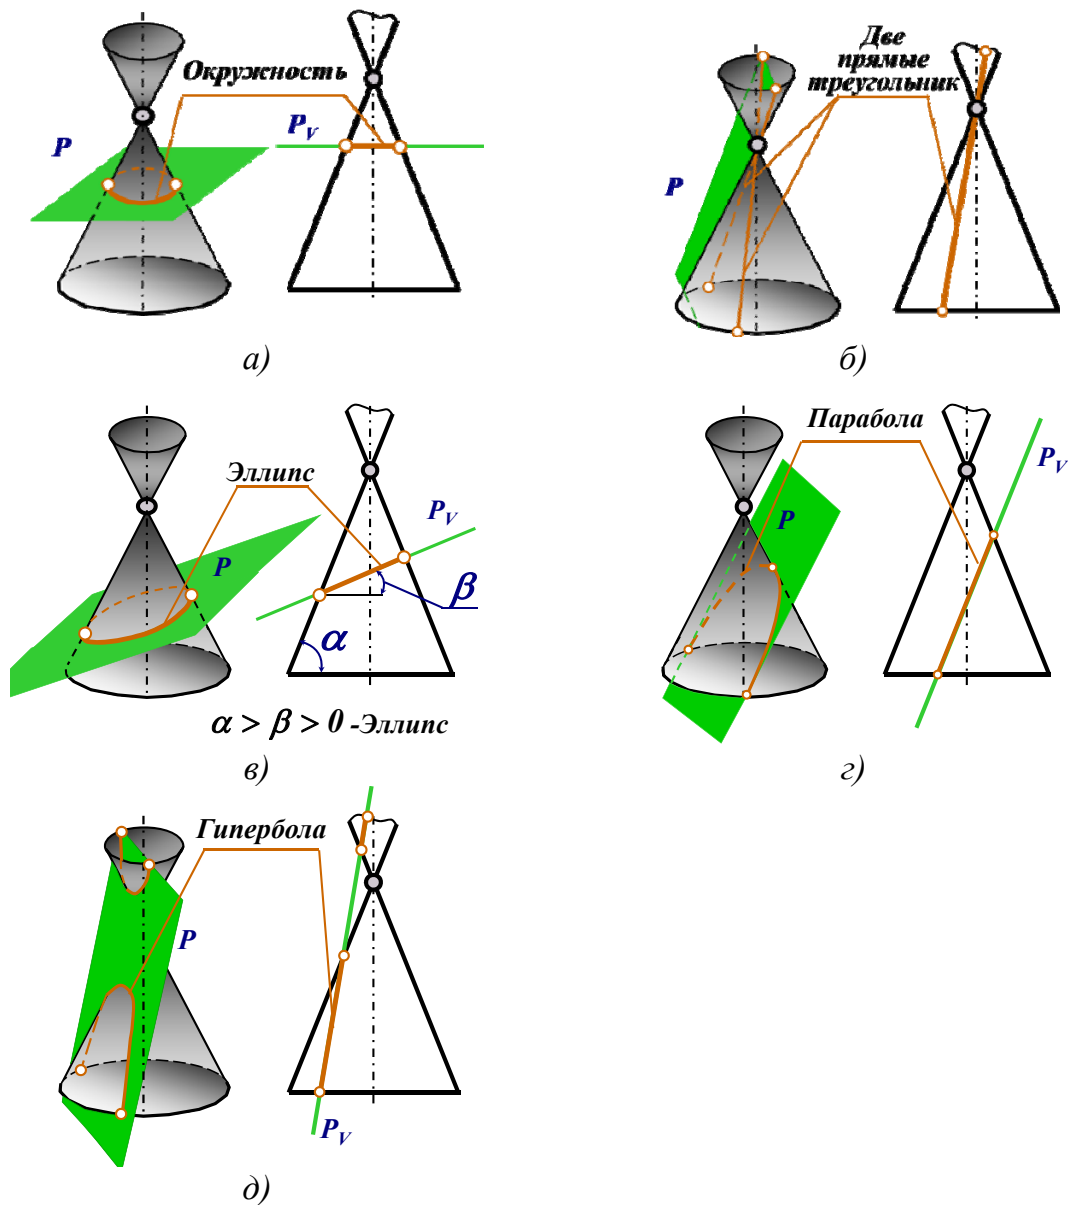 Окружность
P
P_V
а)
Две
прямые
треугольник
P
б)
Эллипс
P
P_V
β
α
α > β > 0 -Эллипс
в)
Парабола
P
P_V
г)
Гипербола
P
P_V
д)